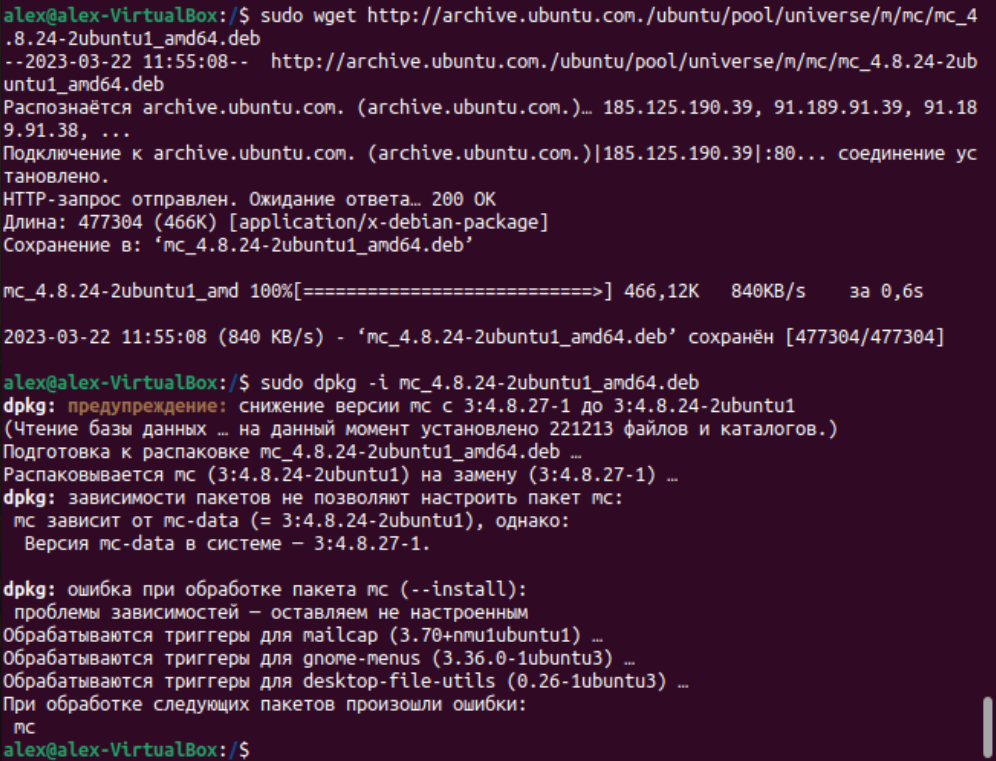 alex@alex-VirtualBox:/$ sudo wget http://archive.ubuntu.com./ubuntu/pool/universe/m/mc/mc_4
.8.24-2ubuntu1_amd64.deb
--2023-03-22 11:55:08--  http://archive.ubuntu.com./ubuntu/pool/universe/m/mc/mc_4.8.24-2ub
untu1_amd64.deb
Распознаётся archive.ubuntu.com. (archive.ubuntu.com.)… 185.125.190.39, 91.189.91.39, 91.18
9.91.38, ...
Подключение к archive.ubuntu.com. (archive.ubuntu.com.)|185.125.190.39|:80... соединение ус
тановлено.
HTTP-запрос отправлен. Ожидание ответа… 200 OK
Длина: 477304 (466K) [application/x-debian-package]
Сохранение в: ‘mc_4.8.24-2ubuntu1_amd64.deb’
mc_4.8.24-2ubuntu1_amd 100%[===========================>] 466,12K   840KB/s    за 0,6s
2023-03-22 11:55:08 (840 KB/s) - ‘mc_4.8.24-2ubuntu1_amd64.deb’ сохранён [477304/477304]
alex@alex-VirtualBox:/$ sudo dpkg -i mc_4.8.24-2ubuntu1_amd64.deb
dpkg: предупреждение: снижение версии mc с 3:4.8.27-1 до 3:4.8.24-2ubuntu1
(Чтение базы данных … на данный момент установлено 221213 файлов и каталогов.)
Подготовка к распаковке mc_4.8.24-2ubuntu1_amd64.deb …
Распаковывается mc (3:4.8.24-2ubuntu1) на замену (3:4.8.27-1) …
dpkg: зависимости пакетов не позволяют настроить пакет mc:
 mc зависит от mc-data (= 3:4.8.24-2ubuntu1), однако:
  Версия mc-data в системе — 3:4.8.27-1.
dpkg: ошибка при обработке пакета mc (--install):
 проблемы зависимостей — оставляем не настроенным
Обрабатываются триггеры для mailcap (3.70+nmu1ubuntu1) …
Обрабатываются триггеры для gnome-menus (3.36.0-1ubuntu3) …
Обрабатываются триггеры для desktop-file-utils (0.26-1ubuntu3) …
При обработке следующих пакетов произошли ошибки:
 mc
alex@alex-VirtualBox:/$